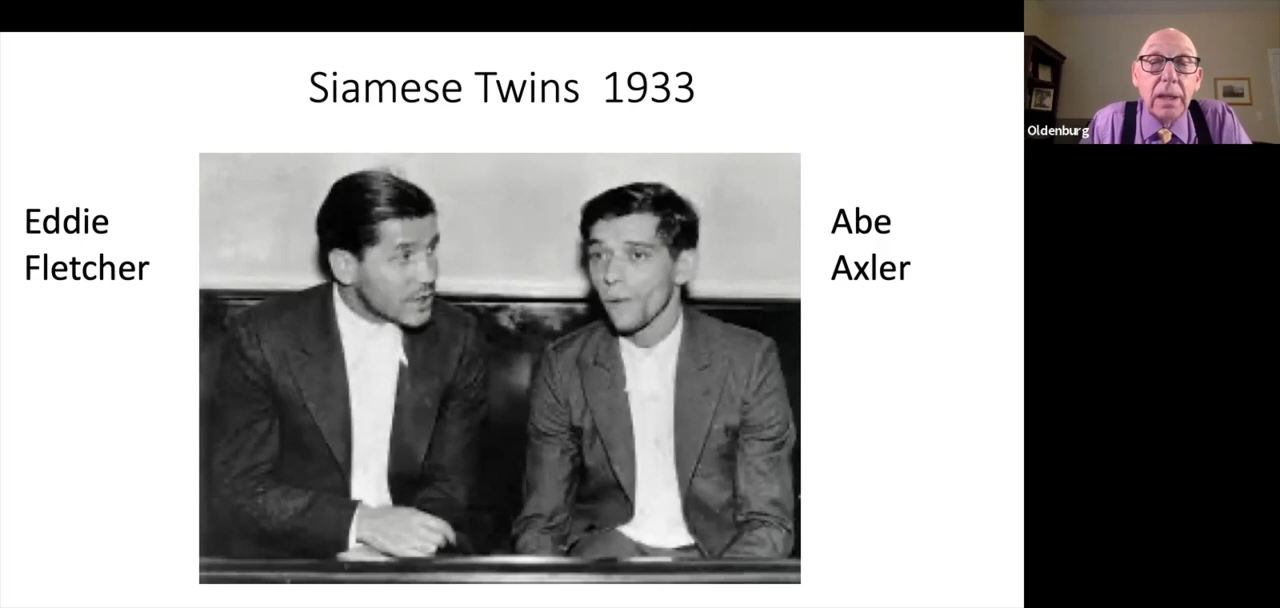 Siamese Twins 1933
Eddie
Fletcher
Abe
Axler
Oldenburg